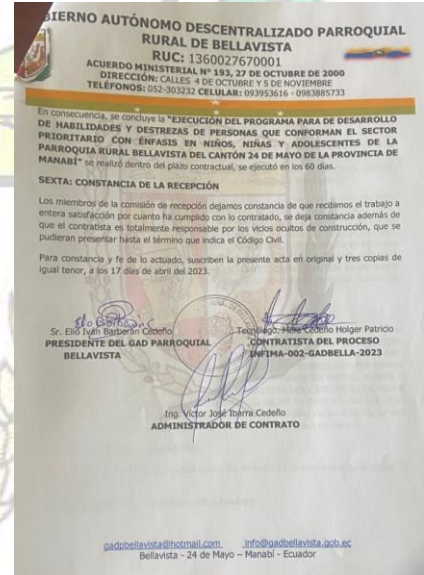 BIERNO AUTÓNOMO DESCENTRALIZADO PARROQUIAL
RURAL DE BELLAVISTA
RUC: 1360027670001
ACUERDO MINISTERIAL Nº 193, 27 DE OCTUBRE DE 2000
DIRECCIÓN: CALLES 4 DE OCTUBRE Y 5 DE NOVIEMBRE
TELÉFONOS: 052-303232 CELULAR: 093953616 - 0983885733
En consecuencia, se concluye la "EJECUCIÓN DEL PROGRAMA PARA DE DESARROLLO
DE HABILIDADES Y DESTREZAS DE PERSONAS QUE CONFORMAN EL SECTOR
PRIORITARIO CON ÉNFASIS EN NIÑOS, NIÑAS Y ADOLESCENTES DE LA
PARROQUIA RURAL BELLAVISTA DEL CANTÓN 24 DE MAYO DE LA PROVINCIA DE
MANABÍ" se realizó dentro del plazo contractual, se ejecutó en los 60 días.
SEXTA: CONSTANCIA DE LA RECEPCIÓN
Los miembros de la comisión de recepción dejamos constancia de que recibimos el trabajo a
entera satisfacción por cuanto ha cumplido con lo contratado, se deja constancia además de
que el contratista es totalmente responsable por los vicios ocultos de construcción, que se
pudieran presentar hasta el término que indica el Código Civil.
Para constancia y fe de lo actuado, suscriben la presente acta en original y tres copias de
igual tenor, a los 17 días de abril del 2023.
Sr. Elio Iván Barberán Cedeño
PRESIDENTE DEL GAD PARROQUIAL
BELLAVISTA
Tecnólogo. Mera Cedeño Holger Patricio
CONTRATISTA DEL PROCESO
INFIMA-002-GADBELLA-2023
Ing. Víctor José Ibarra Cedeño
ADMINISTRADOR DE CONTRATO
gadpbellavista@hotmail.com info@gadbellavista.gob.ec
Bellavista - 24 de Mayo – Manabí - Ecuador